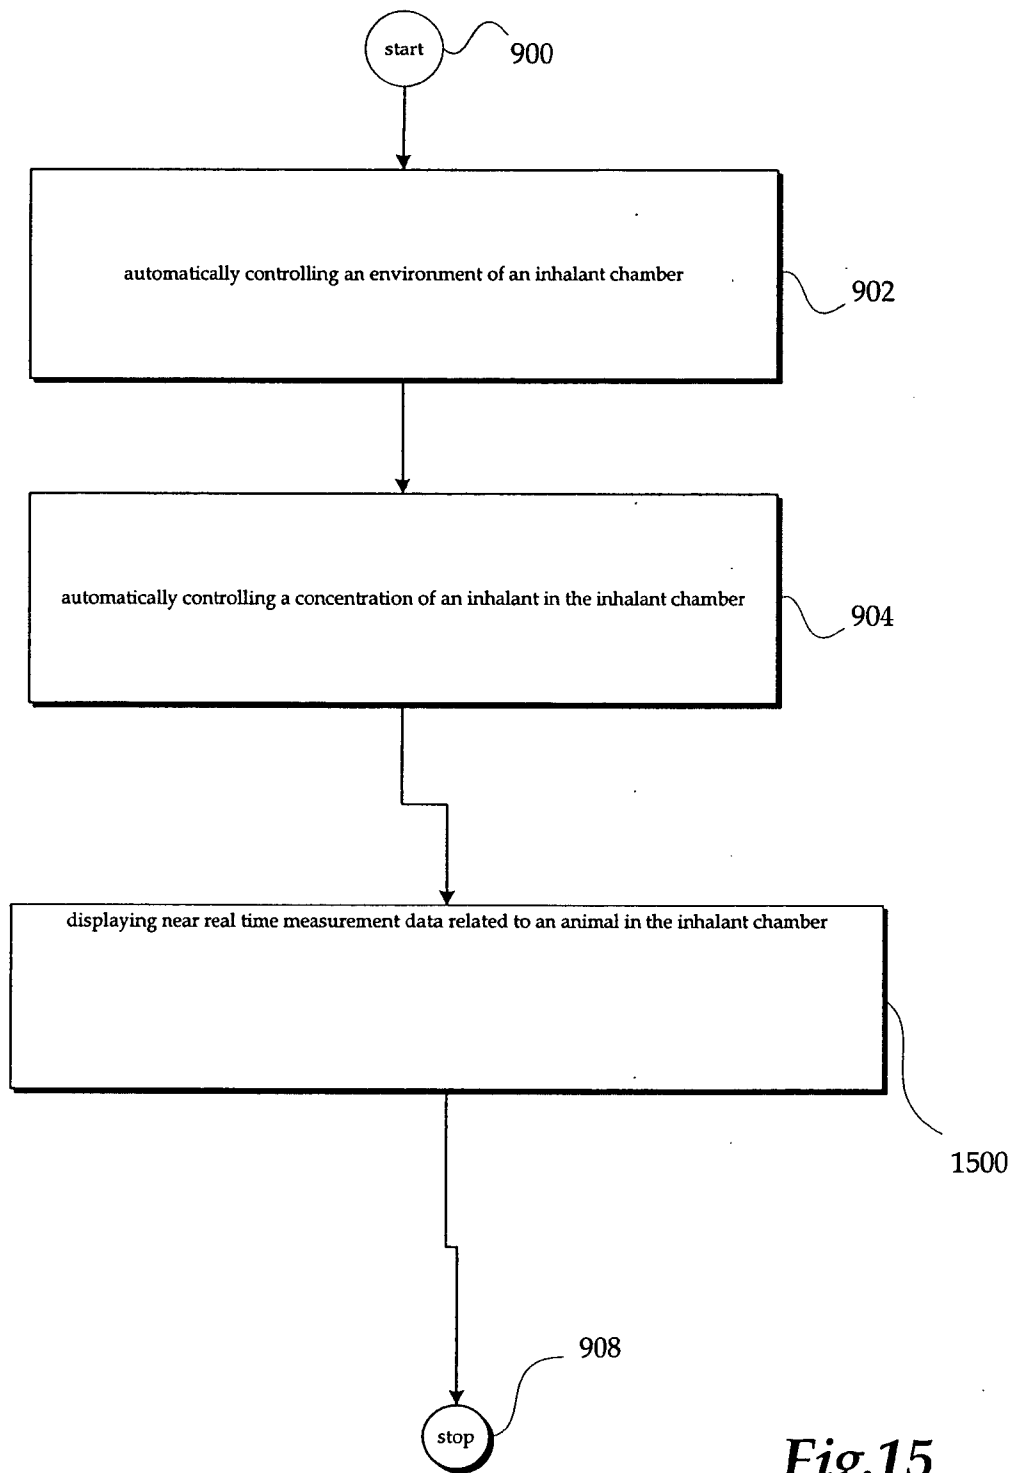 start
900
automatically controlling an environment of an inhalant chamber
902
automatically controlling a concentration of an inhalant in the inhalant chamber
904
displaying near real time measurement data related to an animal in the inhalant chamber
1500
908
stop
Fig.15